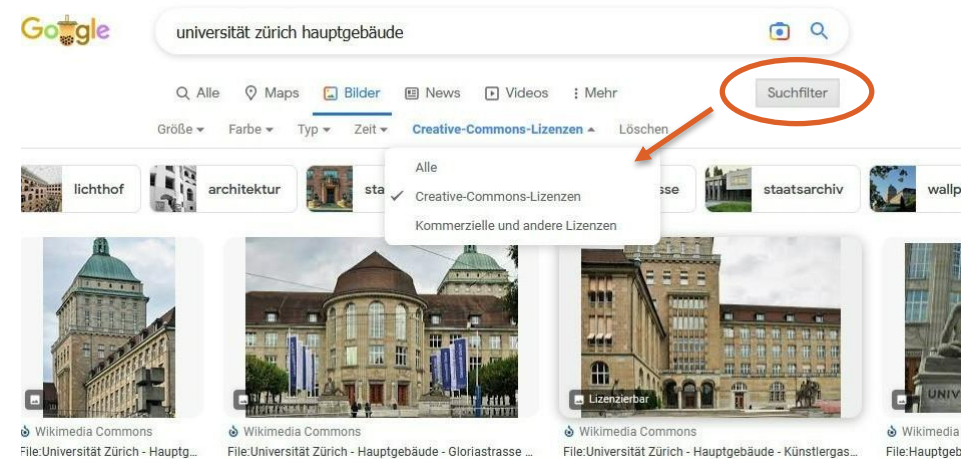 Google
universität zürich hauptgebäude
Alle Maps Bilder News Videos Mehr Suchfilter
Größe Farbe Typ Zeit Creative-Commons-Lizenzen Löschen
Alle
Creative-Commons-Lizenzen
Kommerzielle und andere Lizenzen
lichthof architektur sta sse staatsarchiv wallp
Lizenzierbar
UNIV
Wikimedia Commons Wikimedia Commons Wikimedia Commons Wikimedia
File:Universität Zürich - Hauptg... File:Universität Zürich - Hauptgebäude - Gloriastrasse ... File:Universität Zürich - Hauptgebäude - Künstlergas... File:Hauptgeb